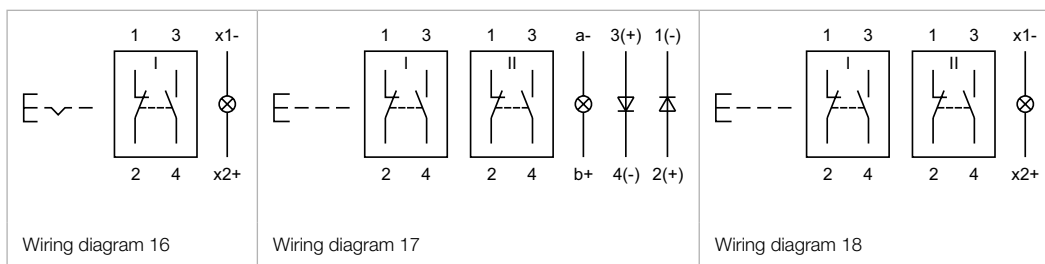 1 3 x1-
I
2 4 x2+
Wiring diagram 16
1 3 1 3 a- 3(+) 1(-)
I II
2 4 2 4 b+ 4(-) 2(+)
Wiring diagram 17
1 3 1 3 x1-
I II
2 4 2 4 x2+
Wiring diagram 18